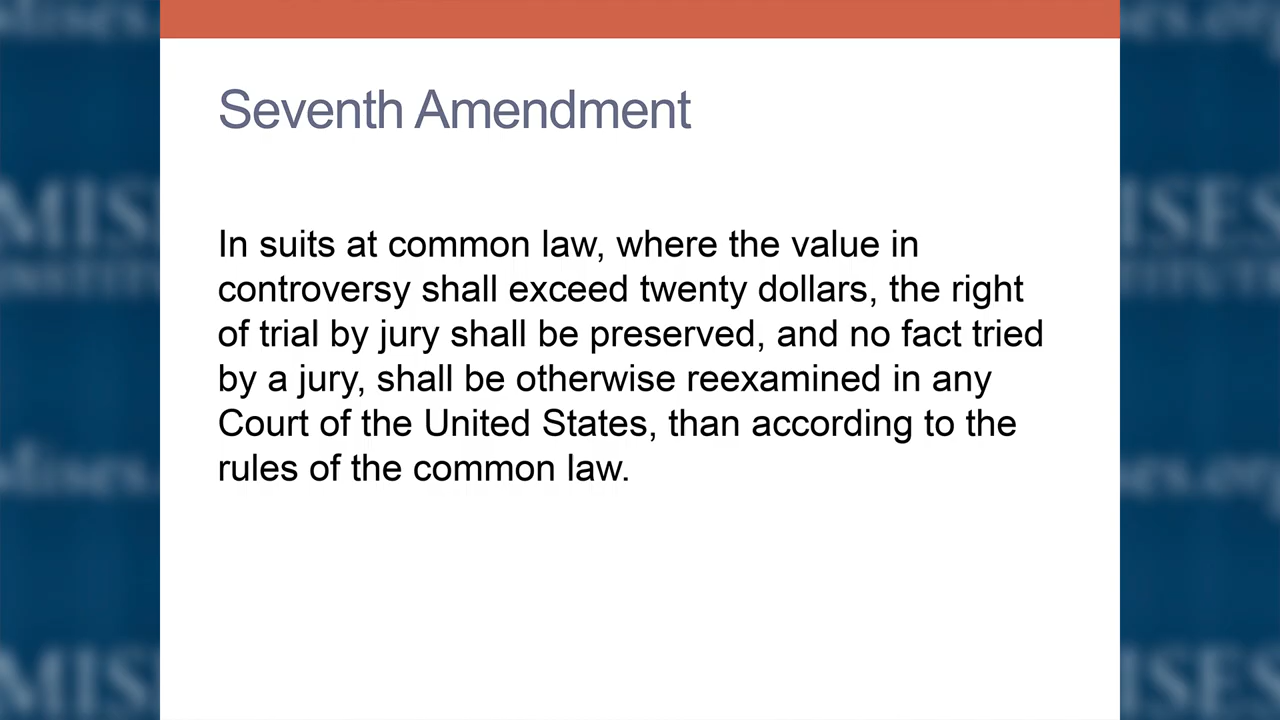 Seventh Amendment
In suits at common law, where the value in
controversy shall exceed twenty dollars, the right
of trial by jury shall be preserved, and no fact tried
by a jury, shall be otherwise reexamined in any
Court of the United States, than according to the
rules of the common law.